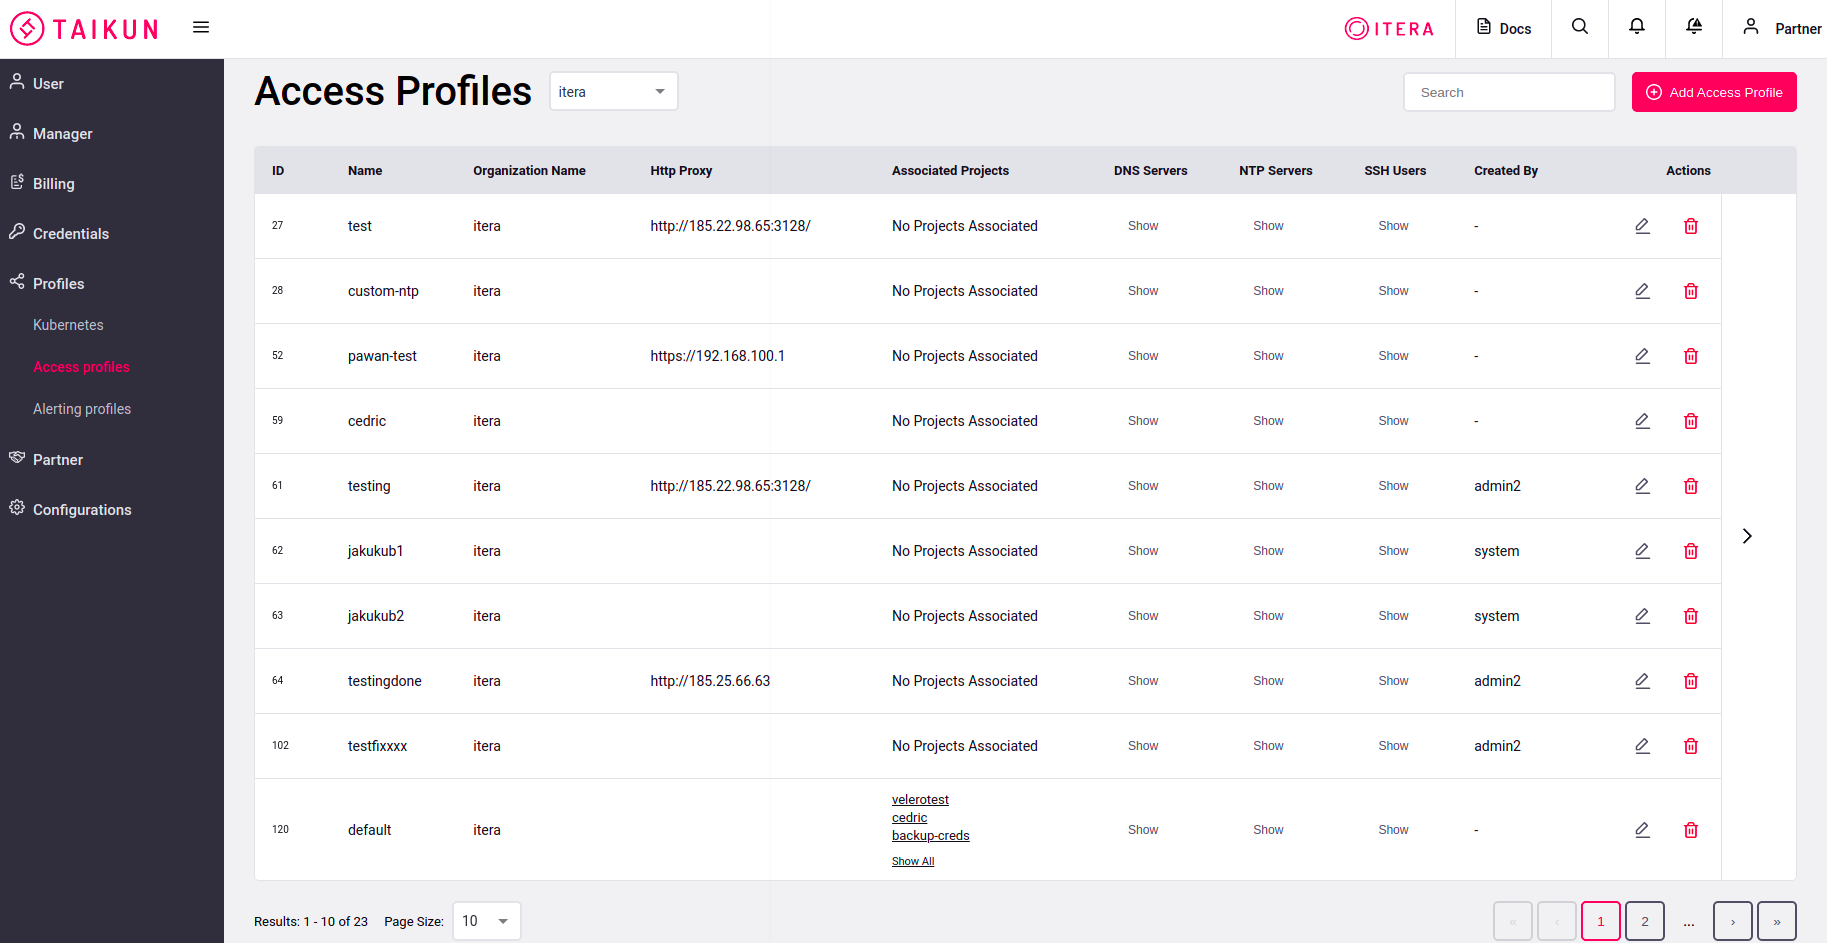 TAIKUN
ITERA
Docs
Partner
User
Manager
Billing
Credentials
Profiles
Kubernetes
Access profiles
Alerting profiles
Partner
Configurations
Access Profiles
itera
Search
Add Access Profile
ID Name Organization Name Http Proxy Associated Projects DNS Servers NTP Servers SSH Users Created By Actions
27 test itera http://185.22.98.65:3128/ No Projects Associated Show Show Show -
28 custom-ntp itera No Projects Associated Show Show Show -
52 pawan-test itera https://192.168.100.1 No Projects Associated Show Show Show -
59 cedric itera No Projects Associated Show Show Show -
61 testing itera http://185.22.98.65:3128/ No Projects Associated Show Show Show admin2
62 jakukub1 itera No Projects Associated Show Show Show system
63 jakukub2 itera No Projects Associated Show Show Show system
64 testingdone itera http://185.25.66.63 No Projects Associated Show Show Show admin2
102 testfixxxx itera No Projects Associated Show Show Show admin2
120 default itera velerotest
cedric
backup-creds
Show All
Show Show Show -
Results: 1 - 10 of 23 Page Size: 10 « ‹ 1 2 ... › »